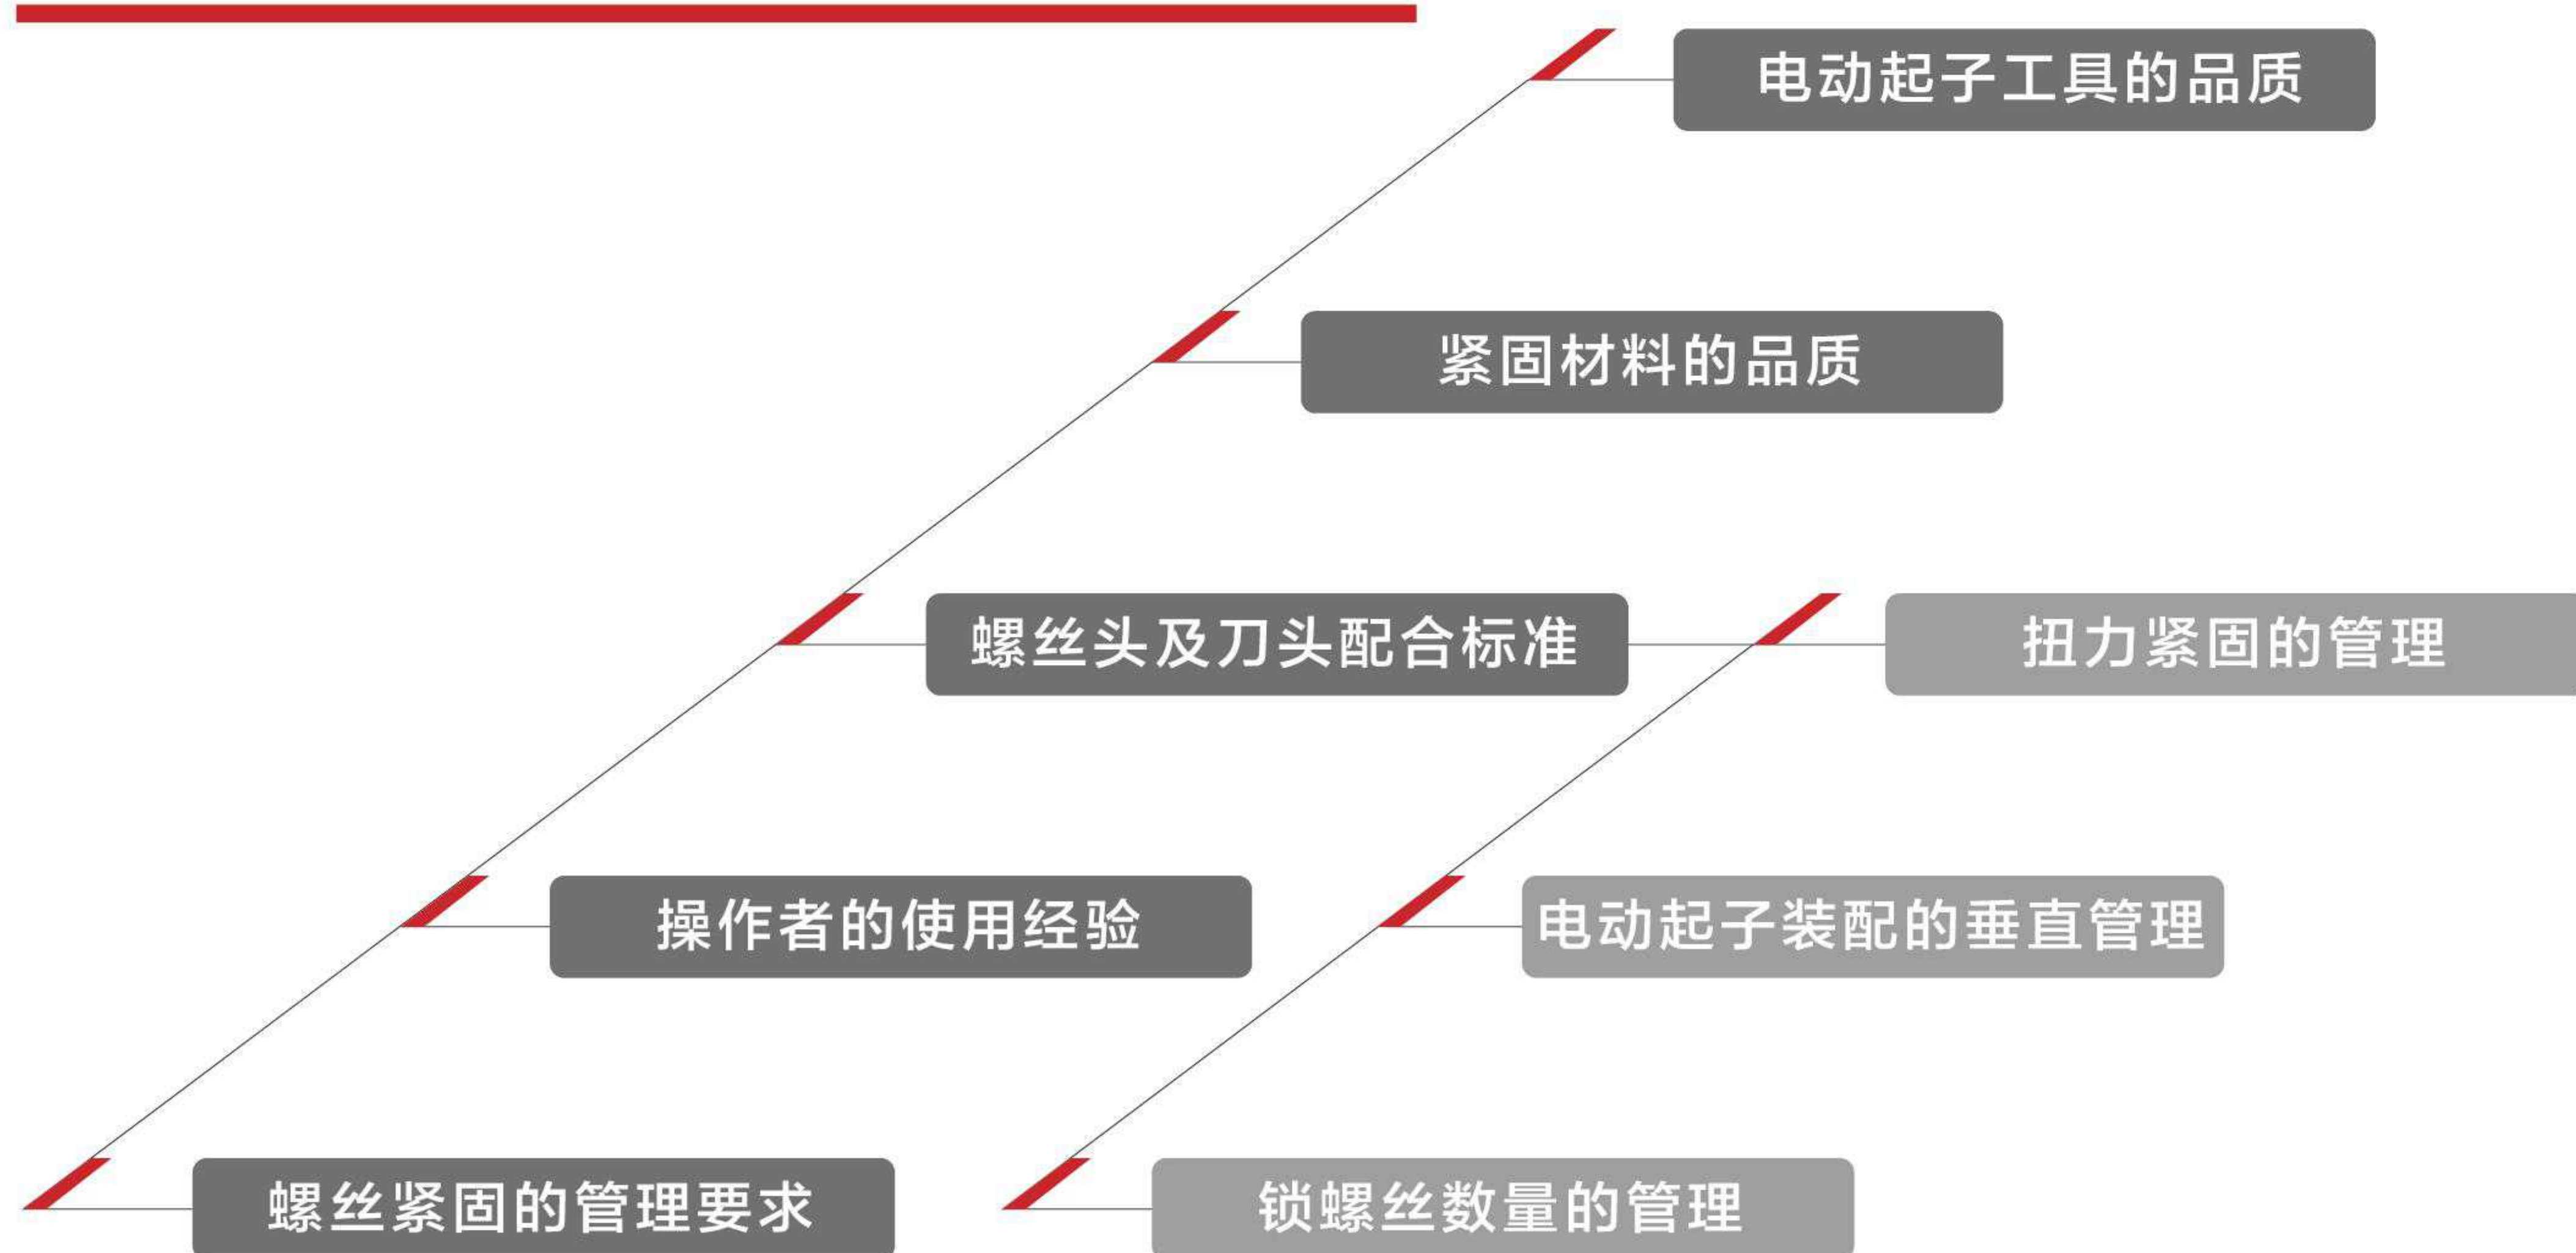 电动起子工具的品质
紧固材料的品质
螺丝头及刀头配合标准
扭力紧固的管理
操作者的使用经验
电动起子装配的垂直管理
螺丝紧固的管理要求
锁螺丝数量的管理